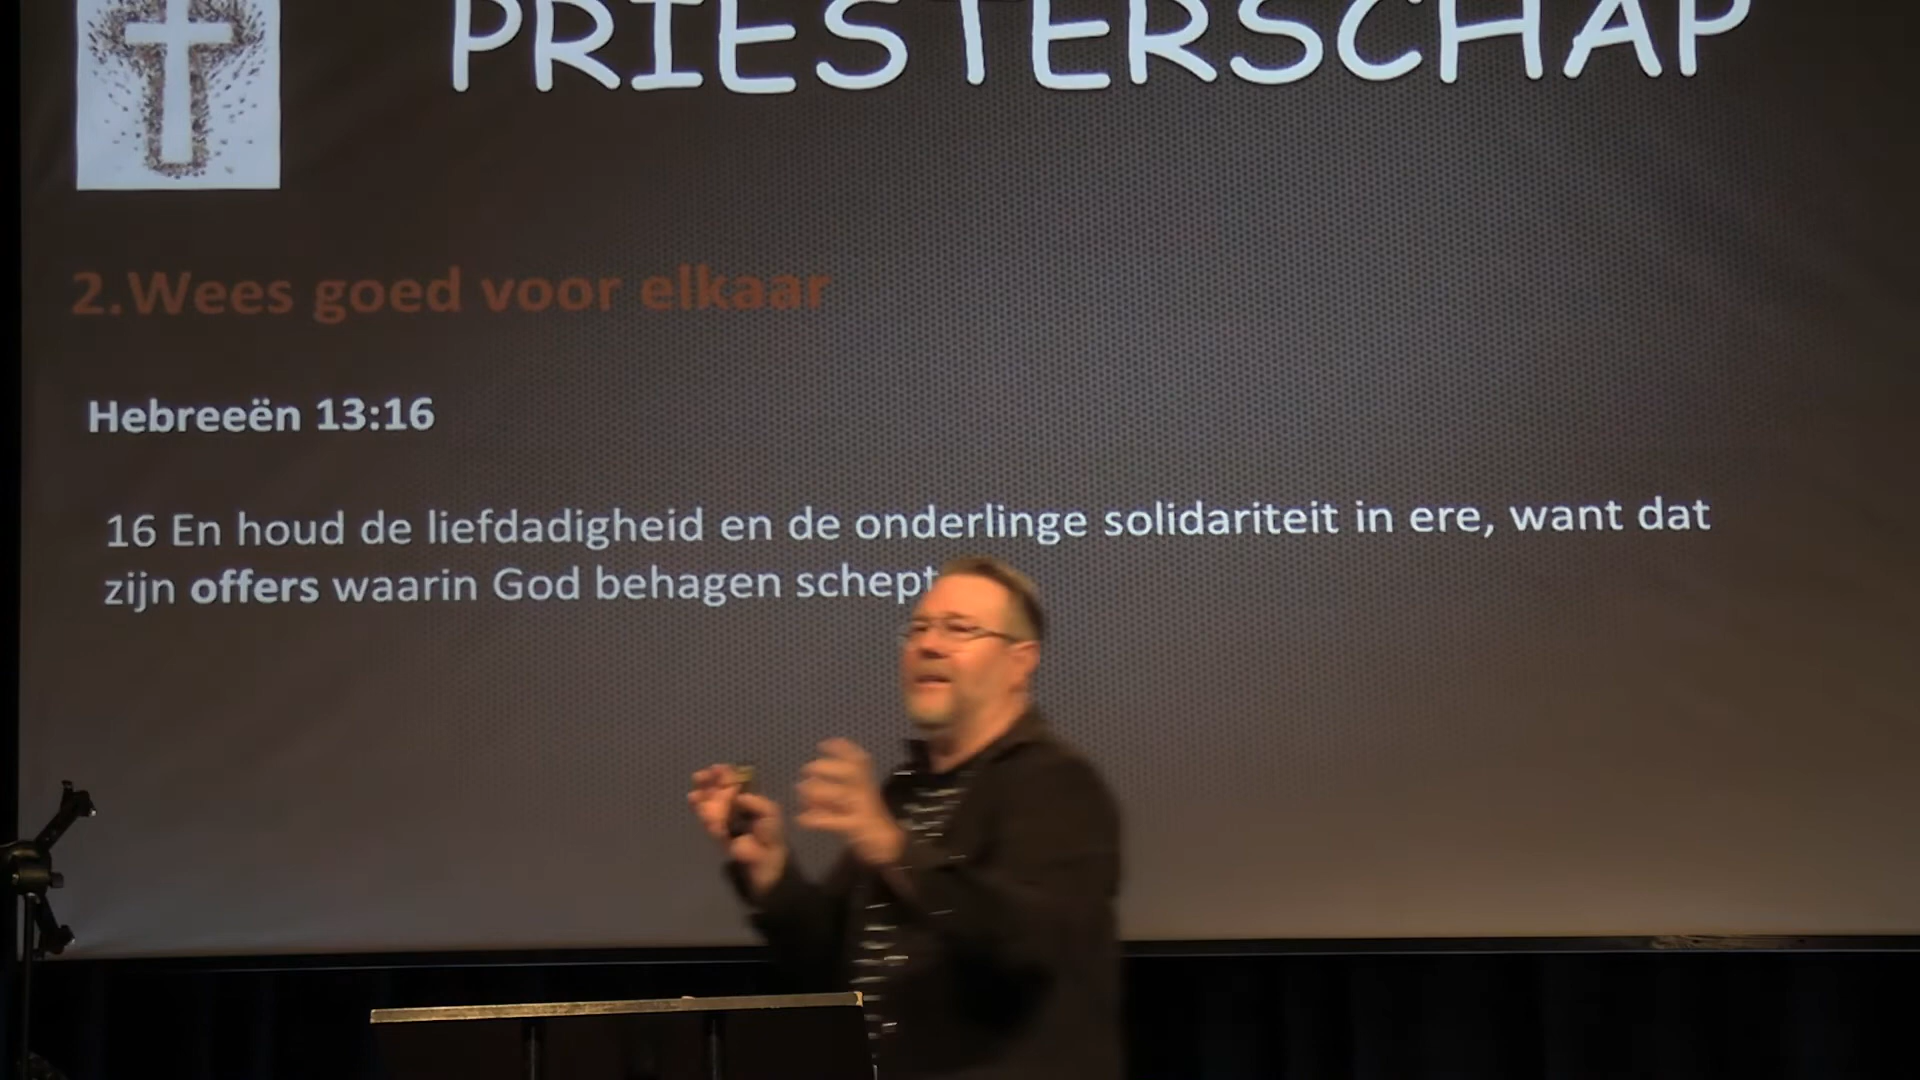 PRIESTERSCHAP
2.Wees goed voor elkaar
Hebreeën 13:16
16 En houd de liefdadigheid en de onderlinge solidariteit in ere, want dat
zijn offers waarin God behagen schept